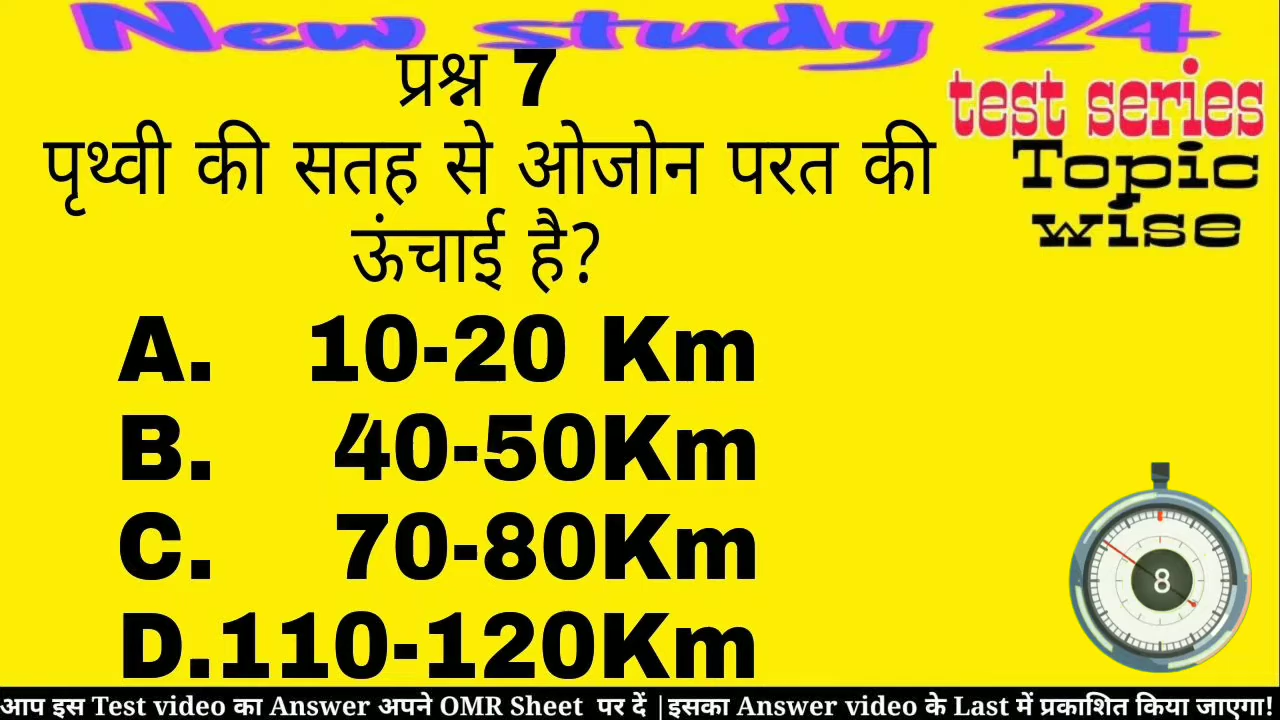 New study 24
test series
Topic
wise
प्रश्न 7
पृथ्वी की सतह से ओजोन परत की
ऊंचाई है?
A. 10-20 Km
B. 40-50Km
C. 70-80Km
D.110-120Km
8
आप इस Test video का Answer अपने OMR Sheet पर दें |इसका Answer video के Last में प्रकाशित किया जाएगा!